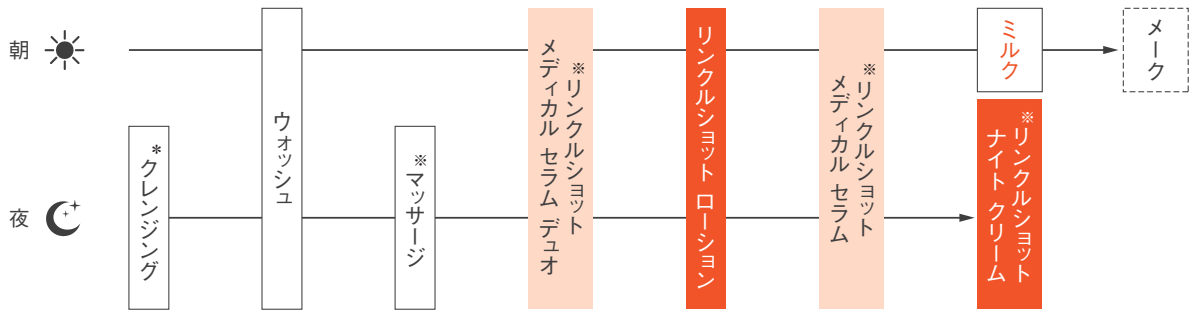 朝
夜
*クレンジング
ウォッシュ
※マッサージ
※リンクルショット
メディカル セラム デュオ
リンクルショット ローション
※リンクルショット
メディカル セラム
ミルク
※リンクルショット
ナイト クリーム
メーク